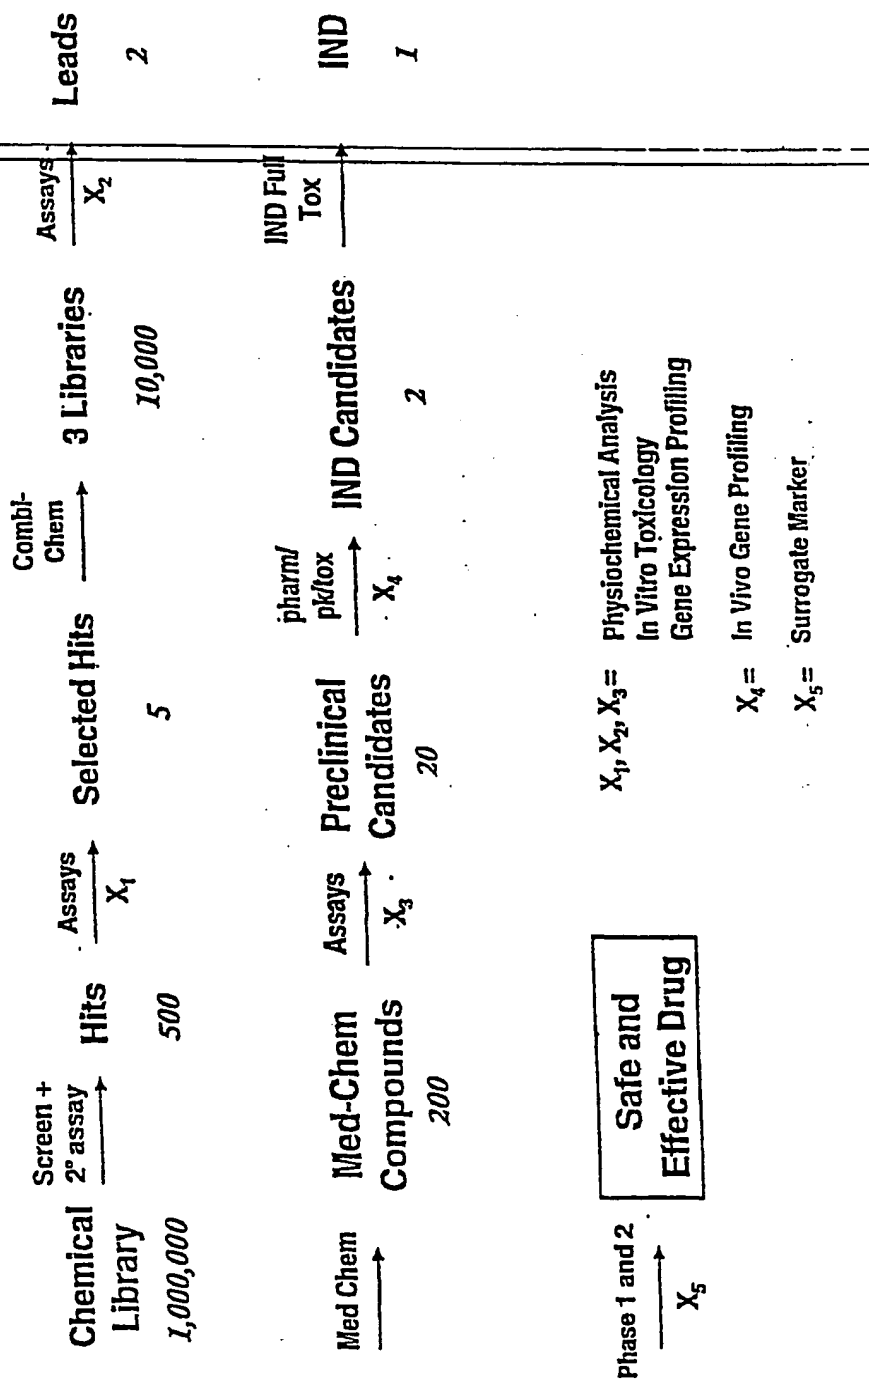 Screen +
2° assay
Chemical
Library
1,000,000
Hits
500
Assays
X₁
Selected Hits
5
Combi-
Chem
3 Libraries
10,000
Assays
X₂
Leads
2
Med Chem
Med-Chem
Compounds
200
Assays
X₃
Preclinical
Candidates
20
pharm/
pk/tox
X₄
IND Candidates
2
IND Full
Tox
IND
1
Phase 1 and 2
X₅
Safe and
Effective Drug
X₁, X₂, X₃= Physiochemical Analysis
In Vitro Toxicology
Gene Expression Profiling
X₄= In Vivo Gene Profiling
X₅= Surrogate Marker